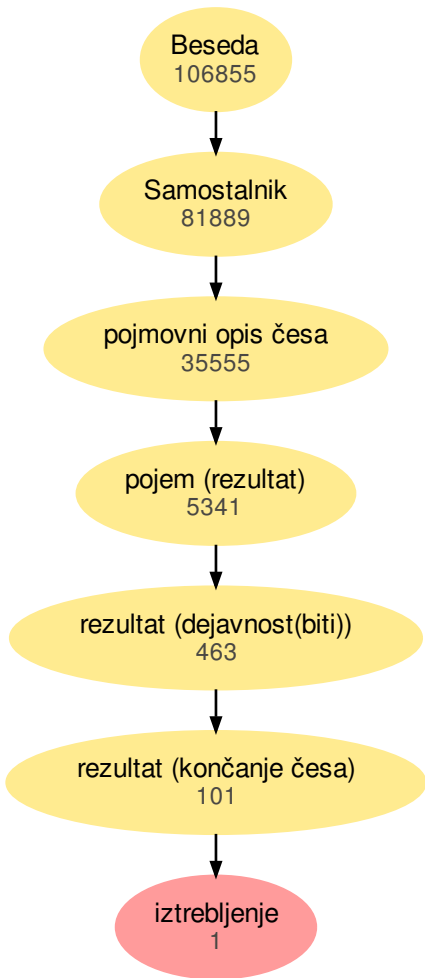 Beseda
106855
Samostalnik
81889
pojmovni opis česa
35555
pojem (rezultat)
5341
rezultat (dejavnost(biti))
463
rezultat (končanje česa)
101
iztrebljenje
1